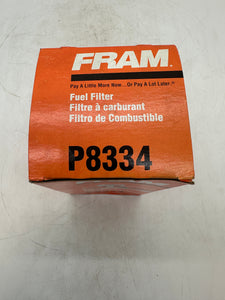 FRAM
Pay A Little More Now...Or Pay A Lot Later.
Fuel Filter
Filtre à carburant
Filtro de Combustible
P8334